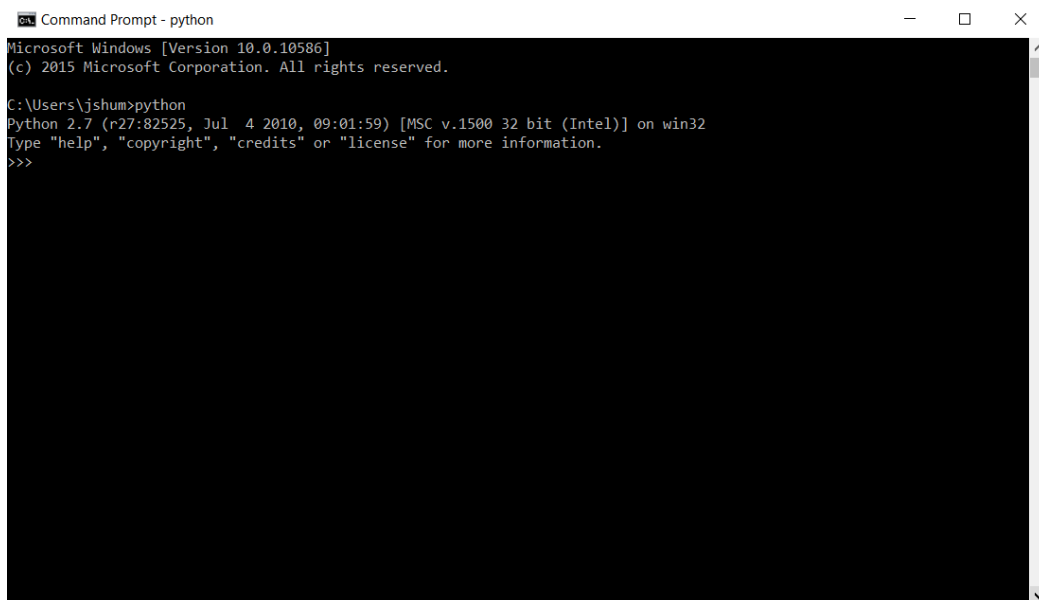 Command Prompt - python
Microsoft Windows [Version 10.0.10586]
(c) 2015 Microsoft Corporation. All rights reserved.
C:\Users\jshum>python
Python 2.7 (r27:82525, Jul  4 2010, 09:01:59) [MSC v.1500 32 bit (Intel)] on win32
Type "help", "copyright", "credits" or "license" for more information.
>>>